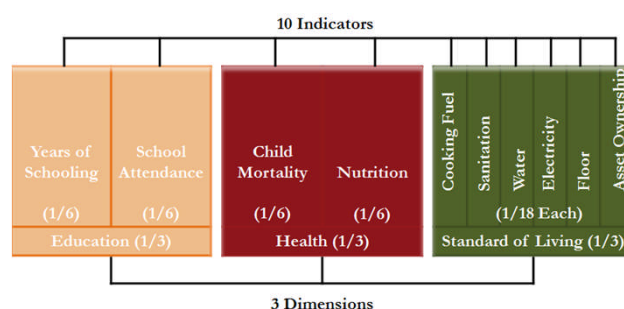 10 Indicators
Years of
Schooling
(1/6)
School
Attendance
(1/6)
Education (1/3)
Child
Mortality
(1/6)
Nutrition
(1/6)
Health (1/3)
Cooking Fuel
Sanitation
Water
Electricity
Floor
Asset Ownership
(1/18 Each)
Standard of Living (1/3)
3 Dimensions